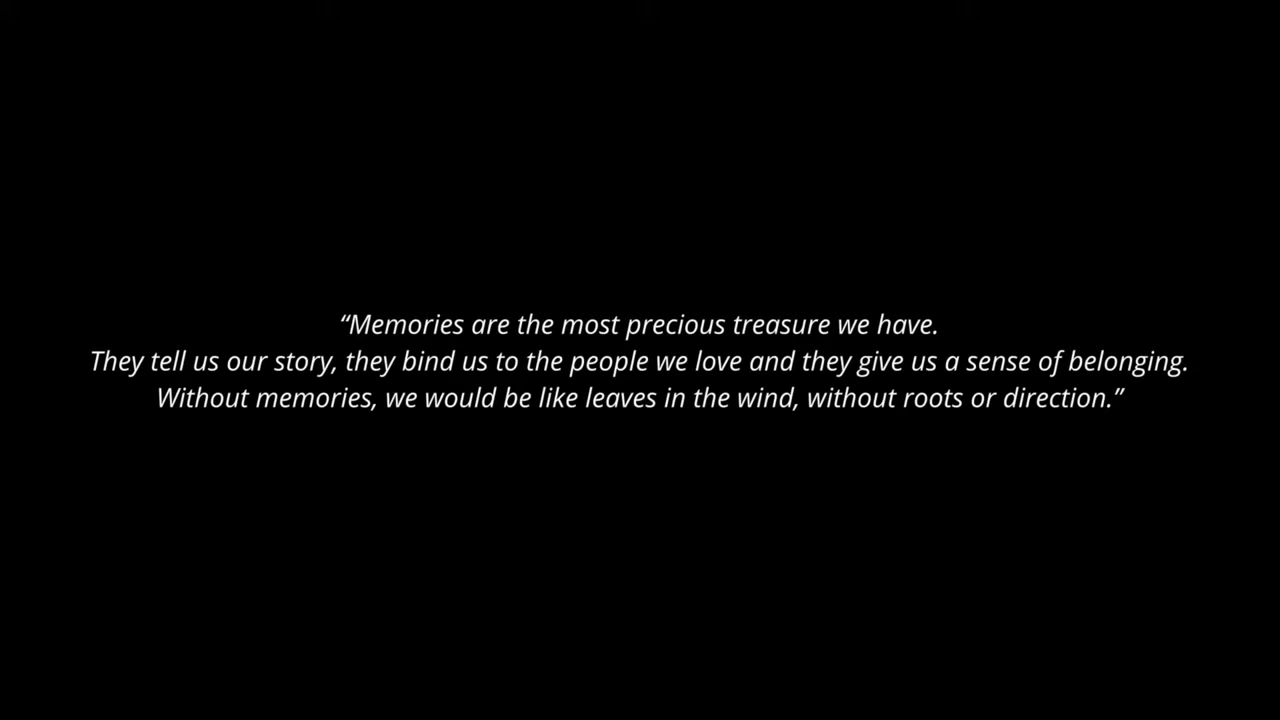 “Memories are the most precious treasure we have.
They tell us our story, they bind us to the people we love and they give us a sense of belonging.
Without memories, we would be like leaves in the wind, without roots or direction.”